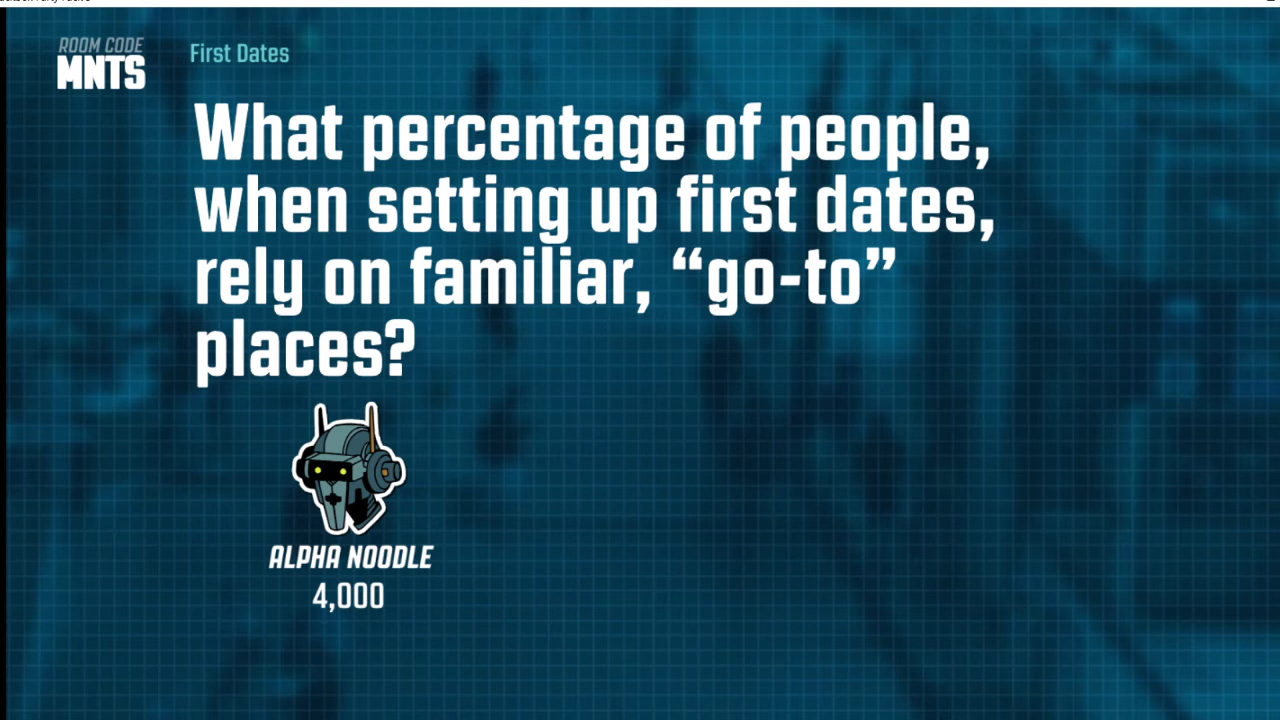 ROOM CODE
MNTS
First Dates
What percentage of people,
when setting up first dates,
rely on familiar, “go-to”
places?
ALPHA NOODLE
4,000